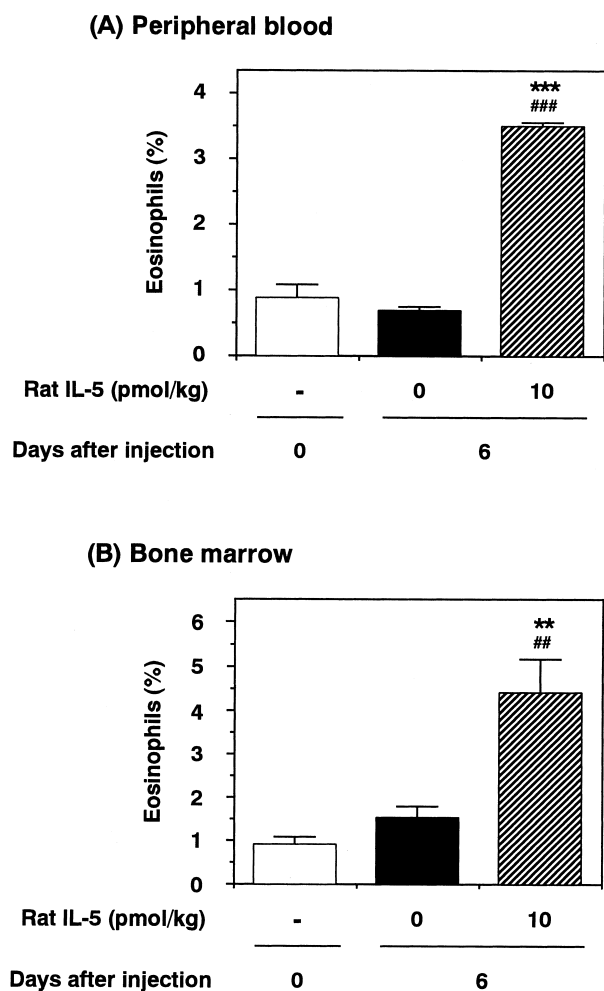 (A) Peripheral blood
Eosinophils (%)
4
3
2
1
0
***
###
Rat IL-5 (pmol/kg) - 0 10
Days after injection 0 6
(B) Bone marrow
Eosinophils (%)
6
5
4
3
2
1
0
**
##
Rat IL-5 (pmol/kg) - 0 10
Days after injection 0 6